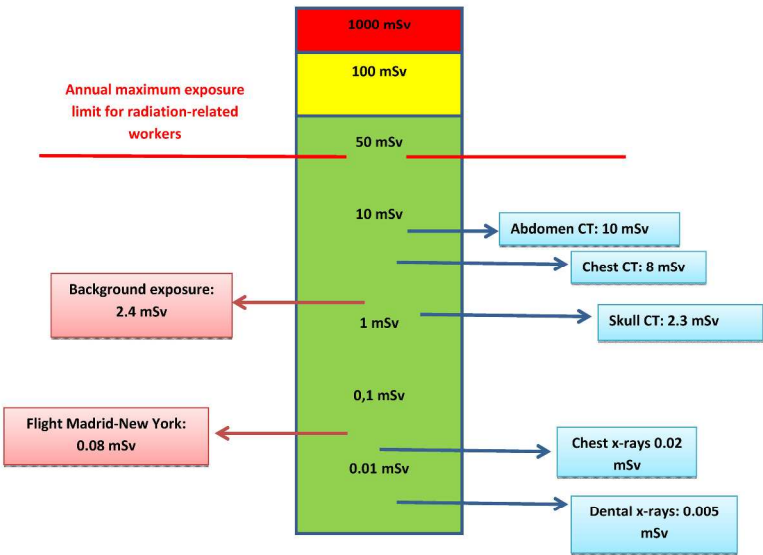 1000 mSv
100 mSv
Annual maximum exposure
limit for radiation-related
workers
50 mSv
10 mSv
Abdomen CT: 10 mSv
Chest CT: 8 mSv
Background exposure:
2.4 mSv
1 mSv
Skull CT: 2.3 mSv
0,1 mSv
Flight Madrid-New York:
0.08 mSv
Chest x-rays 0.02
mSv
0.01 mSv
Dental x-rays: 0.005
mSv